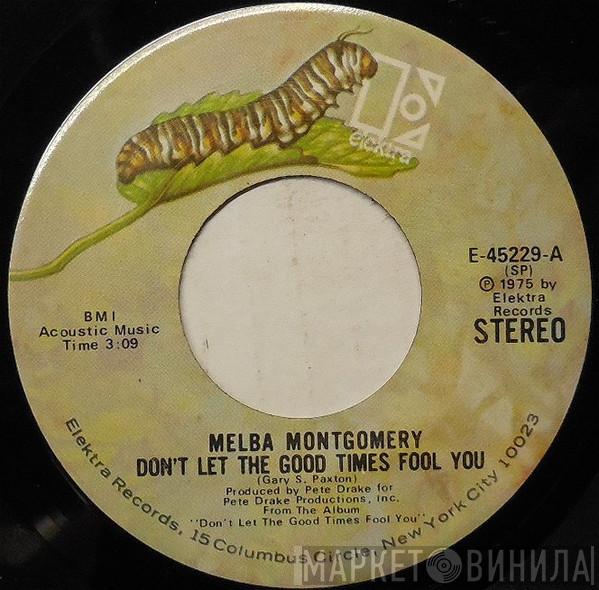 elektra
E-45229-A
(SP)
Ⓟ 1975 by
Elektra
Records
STEREO
BMI
Acoustic Music
Time 3:09
MELBA MONTGOMERY
DON'T LET THE GOOD TIMES FOOL YOU
(Gary S. Paxton)
Produced by Pete Drake for
Pete Drake Productions, Inc.
From The Album
"Don't Let The Good Times Fool You"
Elektra Records, 15 Columbus Circle, New York City 10023
МАРКЕТ ВИНИЛА